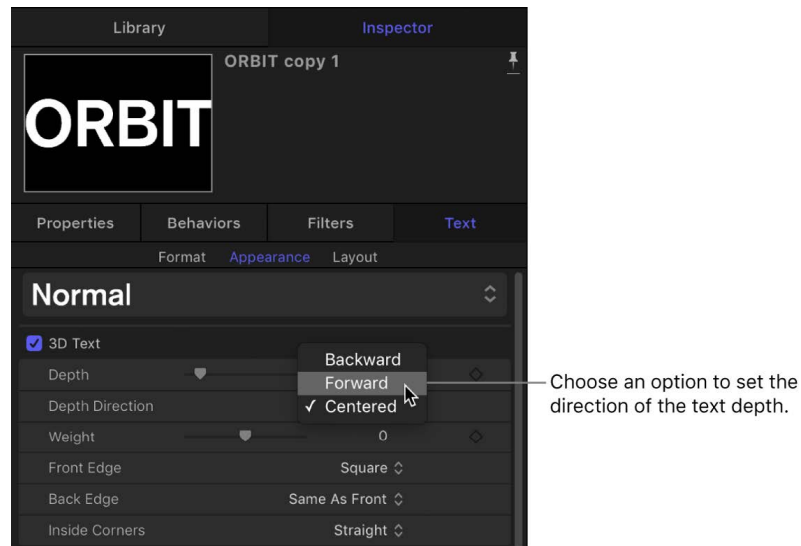 Library Inspector
ORBIT copy 1
ORBIT
Properties Behaviors Filters Text
Format Appearance Layout
Normal
3D Text
Backward
Depth
Forward
Choose an option to set the
direction of the text depth.
Depth Direction
✓ Centered
Weight 0
Front Edge Square
Back Edge Same As Front
Inside Corners Straight